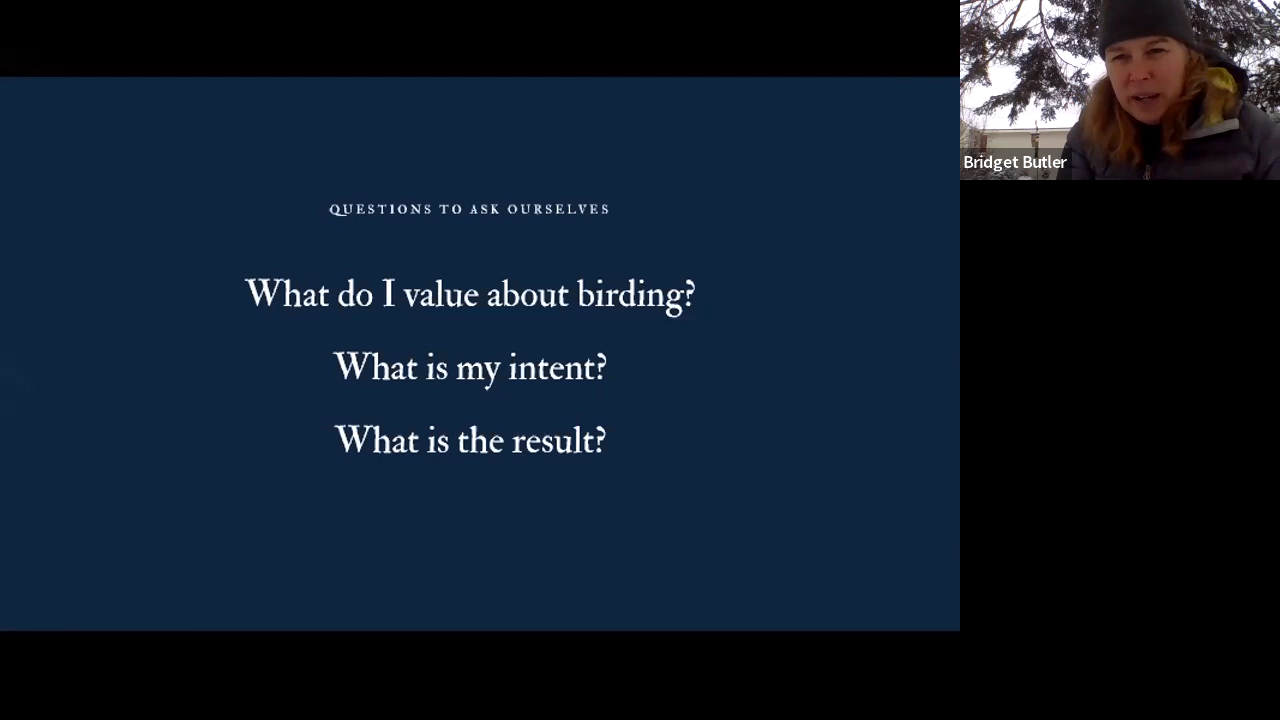 QUESTIONS TO ASK OURSELVES
What do I value about birding?
What is my intent?
What is the result?
Bridget Butler